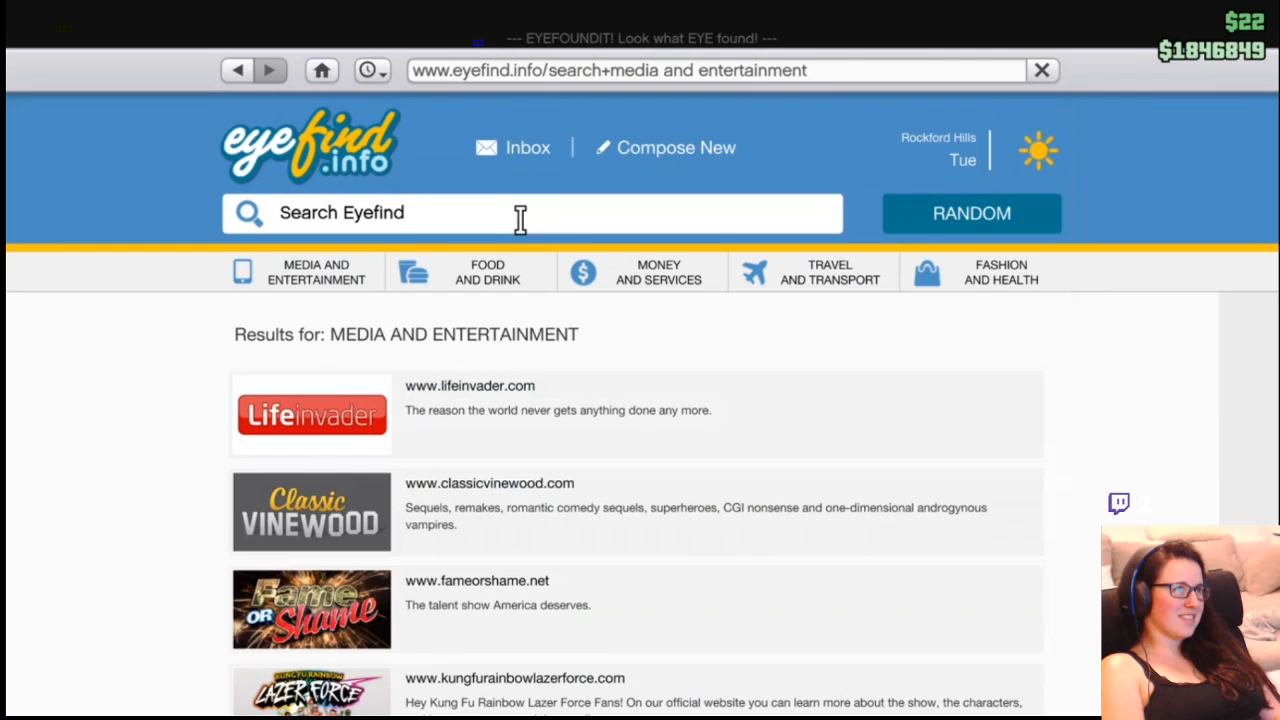 $22
--- EYEFOUNDIT! Look what EYE found! ---
$1846849
www.eyefind.info/search+media and entertainment
eyefind.info
Inbox
Compose New
Rockford Hills
Tue
Search Eyefind
RANDOM
MEDIA AND ENTERTAINMENT
FOOD AND DRINK
MONEY AND SERVICES
TRAVEL AND TRANSPORT
FASHION AND HEALTH
Results for: MEDIA AND ENTERTAINMENT
Lifeinvader
www.lifeinvader.com
The reason the world never gets anything done any more.
Classic VINEWOOD
www.classicvinewood.com
Sequels, remakes, romantic comedy sequels, superheroes, CGI nonsense and one-dimensional androgynous
vampires.
2
Fame OR Shame
www.fameorshame.net
The talent show America deserves.
KUNG FU RAINBOW LAZER FORCE
www.kungfurainbowlazerforce.com
Hey Kung Fu Rainbow Lazer Force Fans! On our official website you can learn more about the show, the characters,